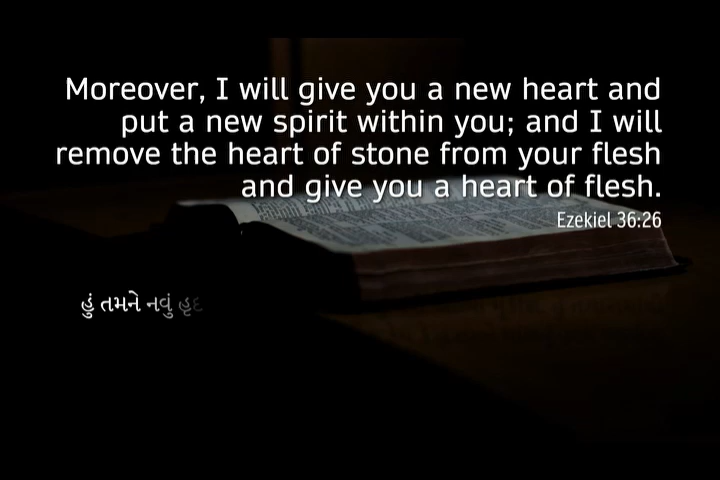 Moreover, I will give you a new heart and
put a new spirit within you; and I will
remove the heart of stone from your flesh
and give you a heart of flesh.
Ezekiel 36:26
હું તમને નવું